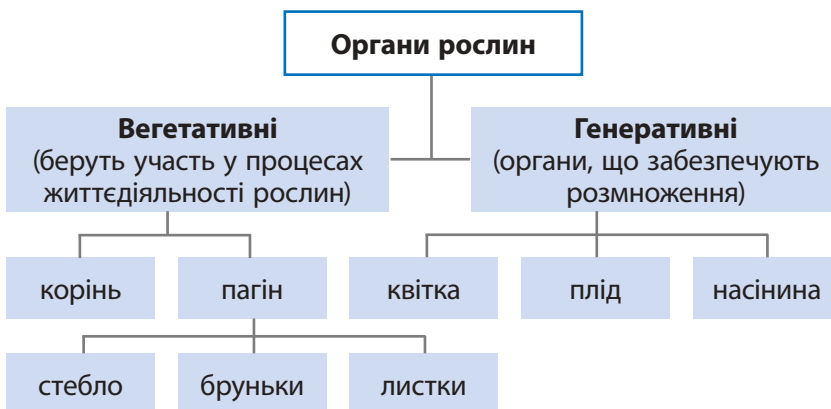 Органи рослин
Вегетативні
(беруть участь у процесах
життєдіяльності рослин)
Генеративні
(органи, що забезпечують
розмноження)
корінь
пагін
квітка
плід
насінина
стебло
бруньки
листки